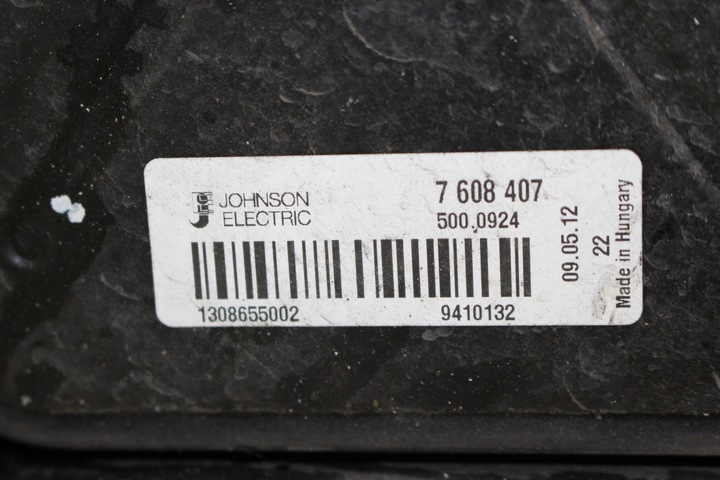 JOHNSON
ELECTRIC
7 608 407
500.0924
1308655002
9410132
09.05.12
22
Made in Hungary